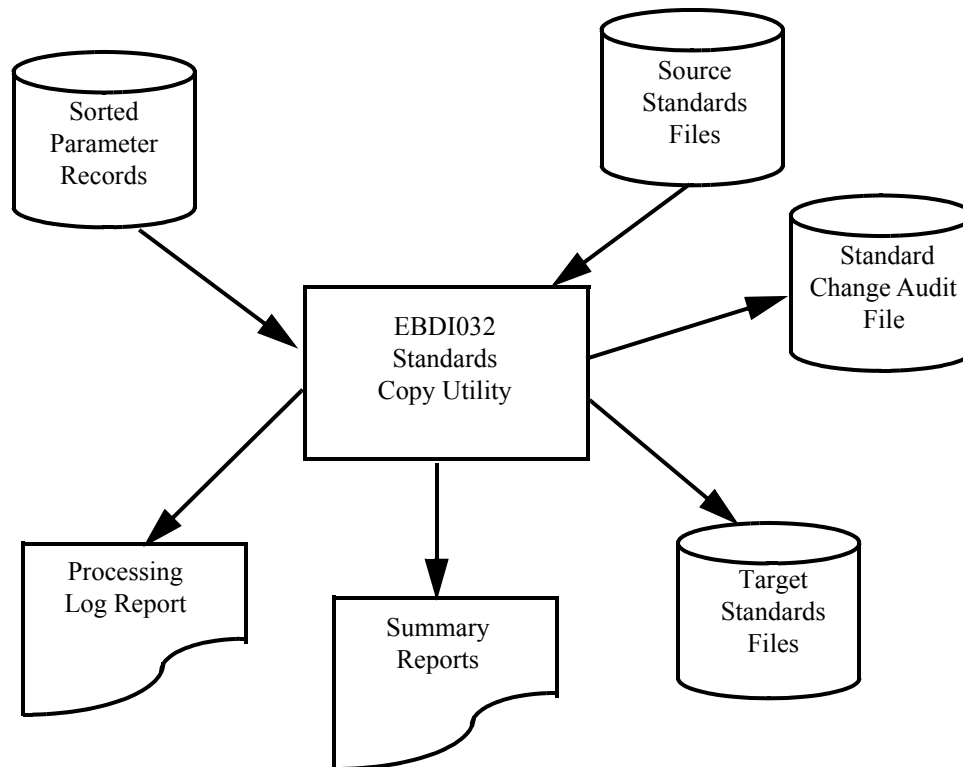 Sorted
Parameter
Records
Source
Standards
Files
Standard
Change Audit
File
EBDI032
Standards
Copy Utility
Processing
Log Report
Summary
Reports
Target
Standards
Files